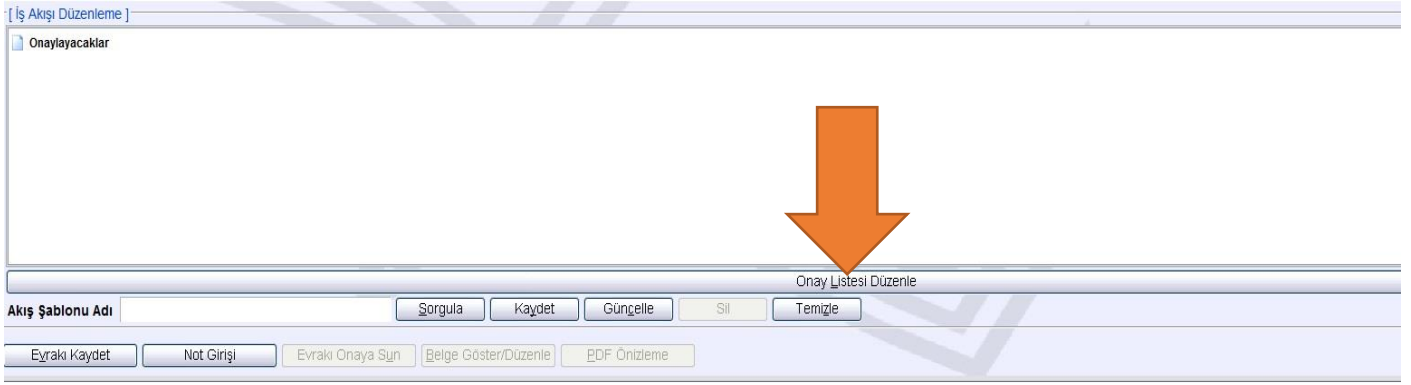 [ İş Akışı Düzenleme ]
Onaylayacaklar
Onay Listesi Düzenle
Akış Şablonu Adı Sorgula Kaydet Güncelle Sil Temizle
Evrakı Kaydet Not Girişi Evrakı Onaya Sun Belge Göster/Düzenle PDF Önizleme